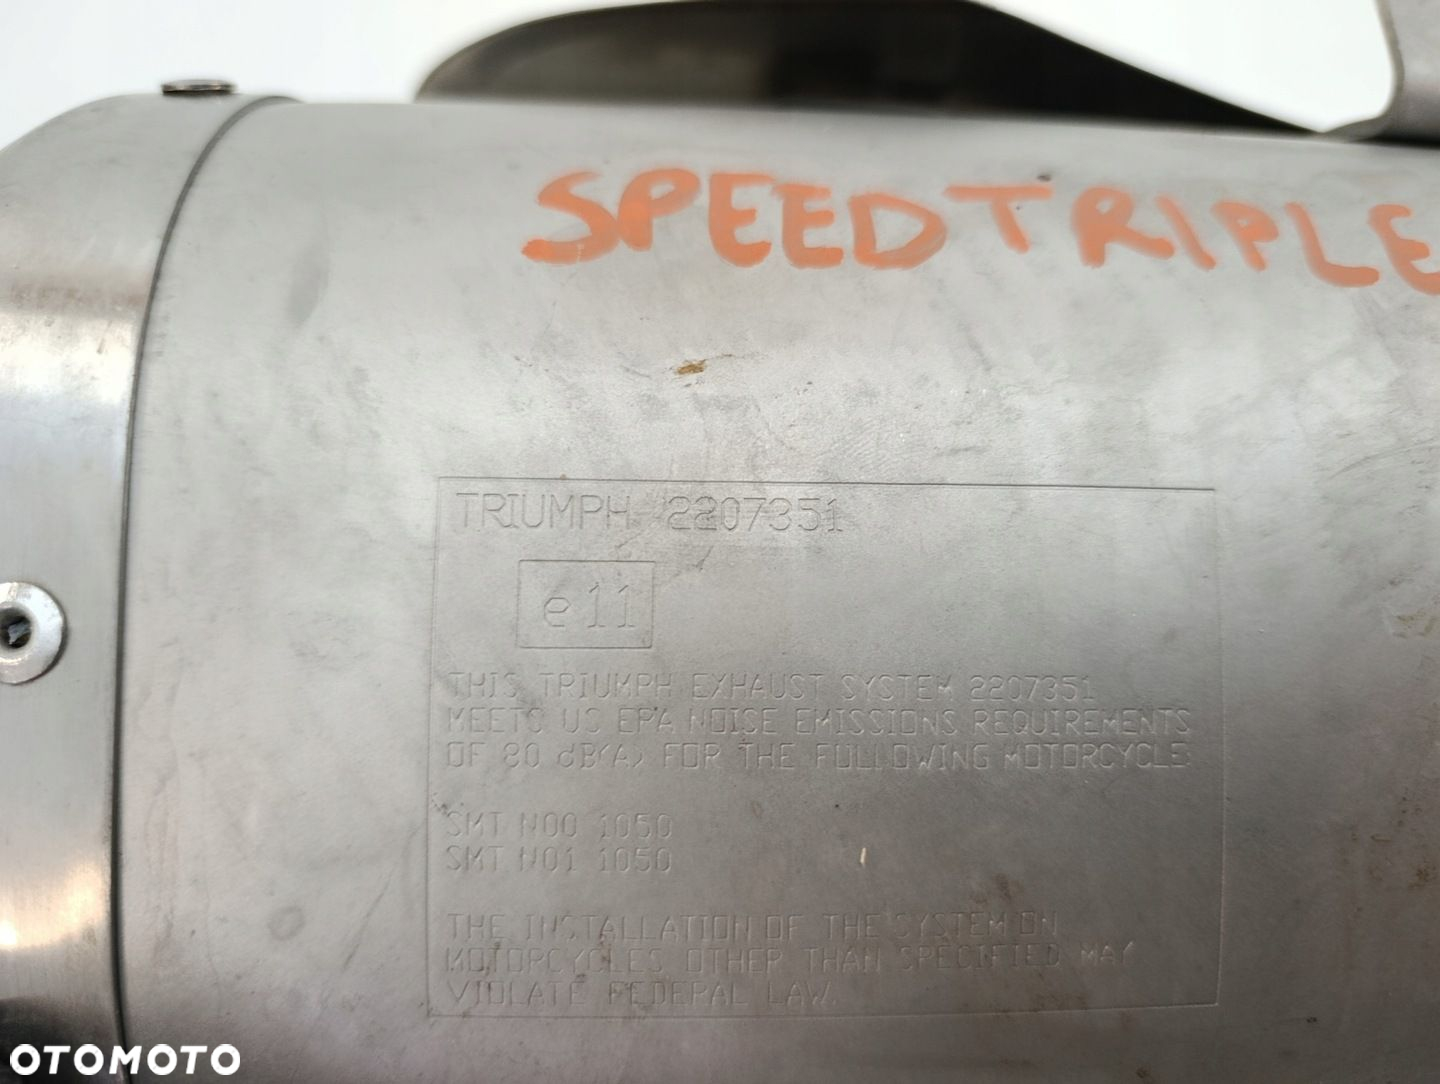 SPEEDTRIPLE
TRIUMPH 2207351
e11
THIS TRIUMPH EXHAUST SYSTEM 2207351
MEETS US EPA NOISE EMISSIONS REQUIREMENTS
OF 80 dB(A) FOR THE FOLLOWING MOTORCYCLE:
SMT N00 1050
SMT N01 1050
THE INSTALLATION OF THE SYSTEM ON
MOTORCYCLES OTHER THAN SPECIFIED MAY
VIOLATE FEDERAL LAW.
OTOMOTO